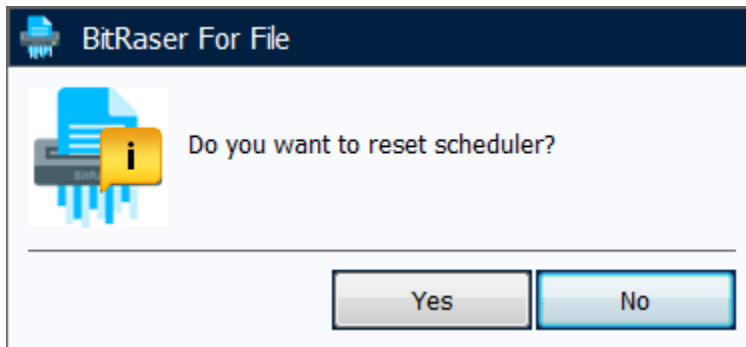 BitRaser For File
Do you want to reset scheduler?
Yes
No